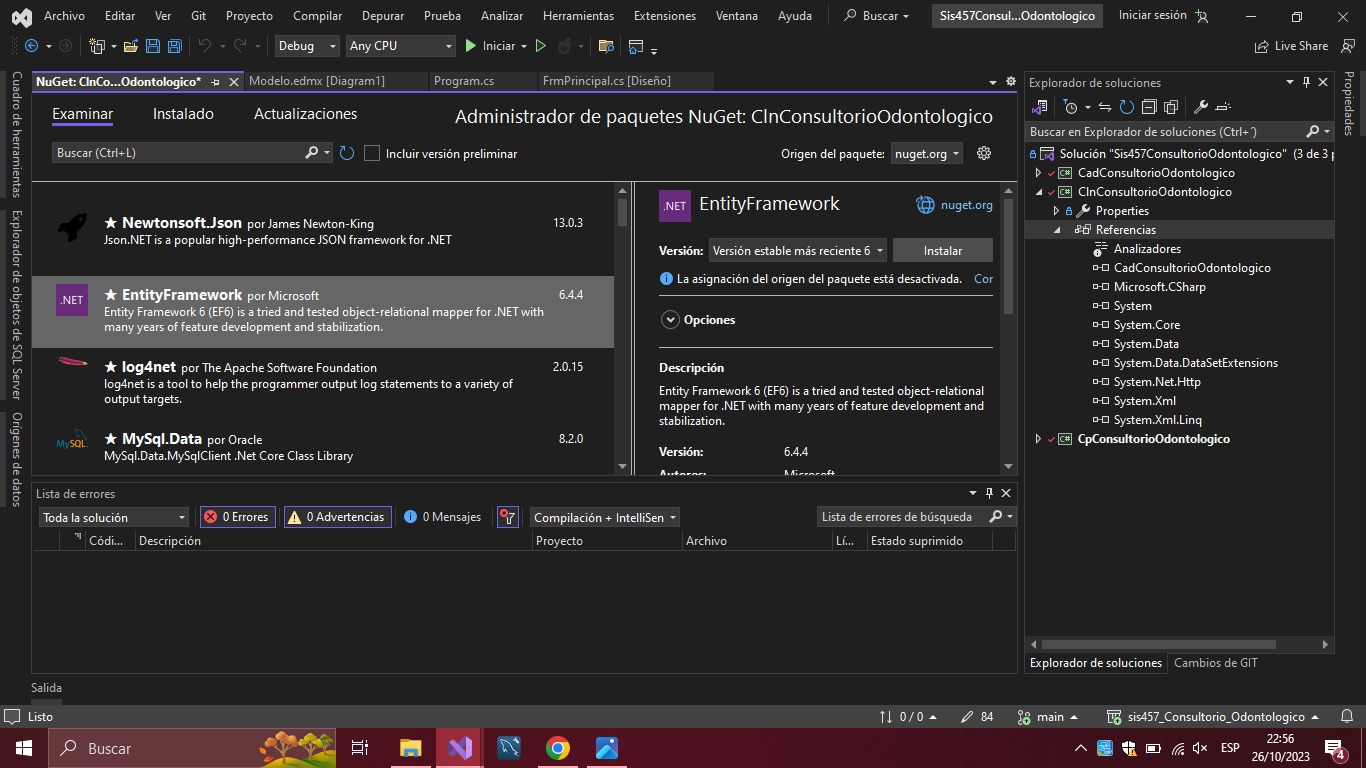 Archivo Editar Ver Git Proyecto Compilar Depurar Prueba Analizar Herramientas Extensiones Ventana Ayuda Buscar Sis457Consul...Odontologico Iniciar sesión
Debug Any CPU Iniciar Live Share
NuGet: ClnCo...Odontologico* Modelo.edmx [Diagram1] Program.cs FrmPrincipal.cs [Diseño]
Cuadro de herramientas
Explorador de objetos de SQL Server
Orígenes de datos
Examinar Instalado Actualizaciones
Administrador de paquetes NuGet: ClnConsultorioOdontologico
Buscar (Ctrl+L) Incluir versión preliminar Origen del paquete: nuget.org
Newtonsoft.Json por James Newton-King 13.0.3
Json.NET is a popular high-performance JSON framework for .NET
.NET EntityFramework por Microsoft 6.4.4
Entity Framework 6 (EF6) is a tried and tested object-relational mapper for .NET with
many years of feature development and stabilization.
log4net por The Apache Software Foundation 2.0.15
log4net is a tool to help the programmer output log statements to a variety of
output targets.
MySQL. MySql.Data por Oracle 8.2.0
MySql.Data.MySqlClient .Net Core Class Library
.NET EntityFramework nuget.org
Versión: Versión estable más reciente 6 Instalar
La asignación del origen del paquete está desactivada. Cor
Opciones
Descripción
Entity Framework 6 (EF6) is a tried and tested object-relational
mapper for .NET with many years of feature development and
stabilization.
Versión: 6.4.4
Autores: Microsoft
Lista de errores
Toda la solución 0 Errores 0 Advertencias 0 Mensajes Compilación + IntelliSen Lista de errores de búsqueda
Códi... Descripción Proyecto Archivo Lí... Estado suprimido
Salida
Explorador de soluciones
Buscar en Explorador de soluciones (Ctrl+´)
Solución "Sis457ConsultorioOdontologico" (3 de 3 p
C# CadConsultorioOdontologico
C# ClnConsultorioOdontologico
Properties
Referencias
Analizadores
CadConsultorioOdontologico
Microsoft.CSharp
System
System.Core
System.Data
System.Data.DataSetExtensions
System.Net.Http
System.Xml
System.Xml.Linq
C# CpConsultorioOdontologico
Explorador de soluciones Cambios de GIT
Propiedades
Listo 0 / 0 84 main sis457_Consultorio_Odontologico
Buscar ESP 22:56
26/10/2023 4